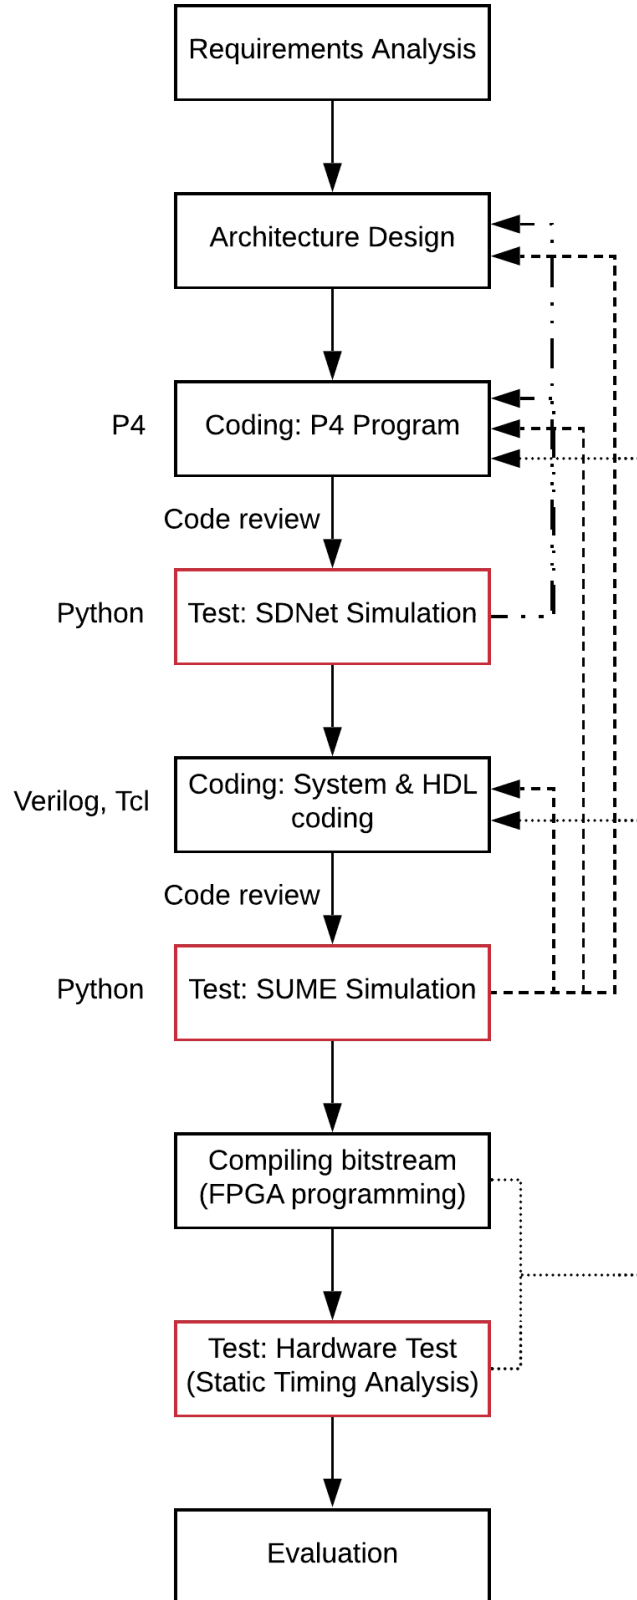 Requirements Analysis
Architecture Design
P4
Coding: P4 Program
Code review
Python
Test: SDNet Simulation
Verilog, Tcl
Coding: System & HDL
coding
Code review
Python
Test: SUME Simulation
Compiling bitstream
(FPGA programming)
Test: Hardware Test
(Static Timing Analysis)
Evaluation